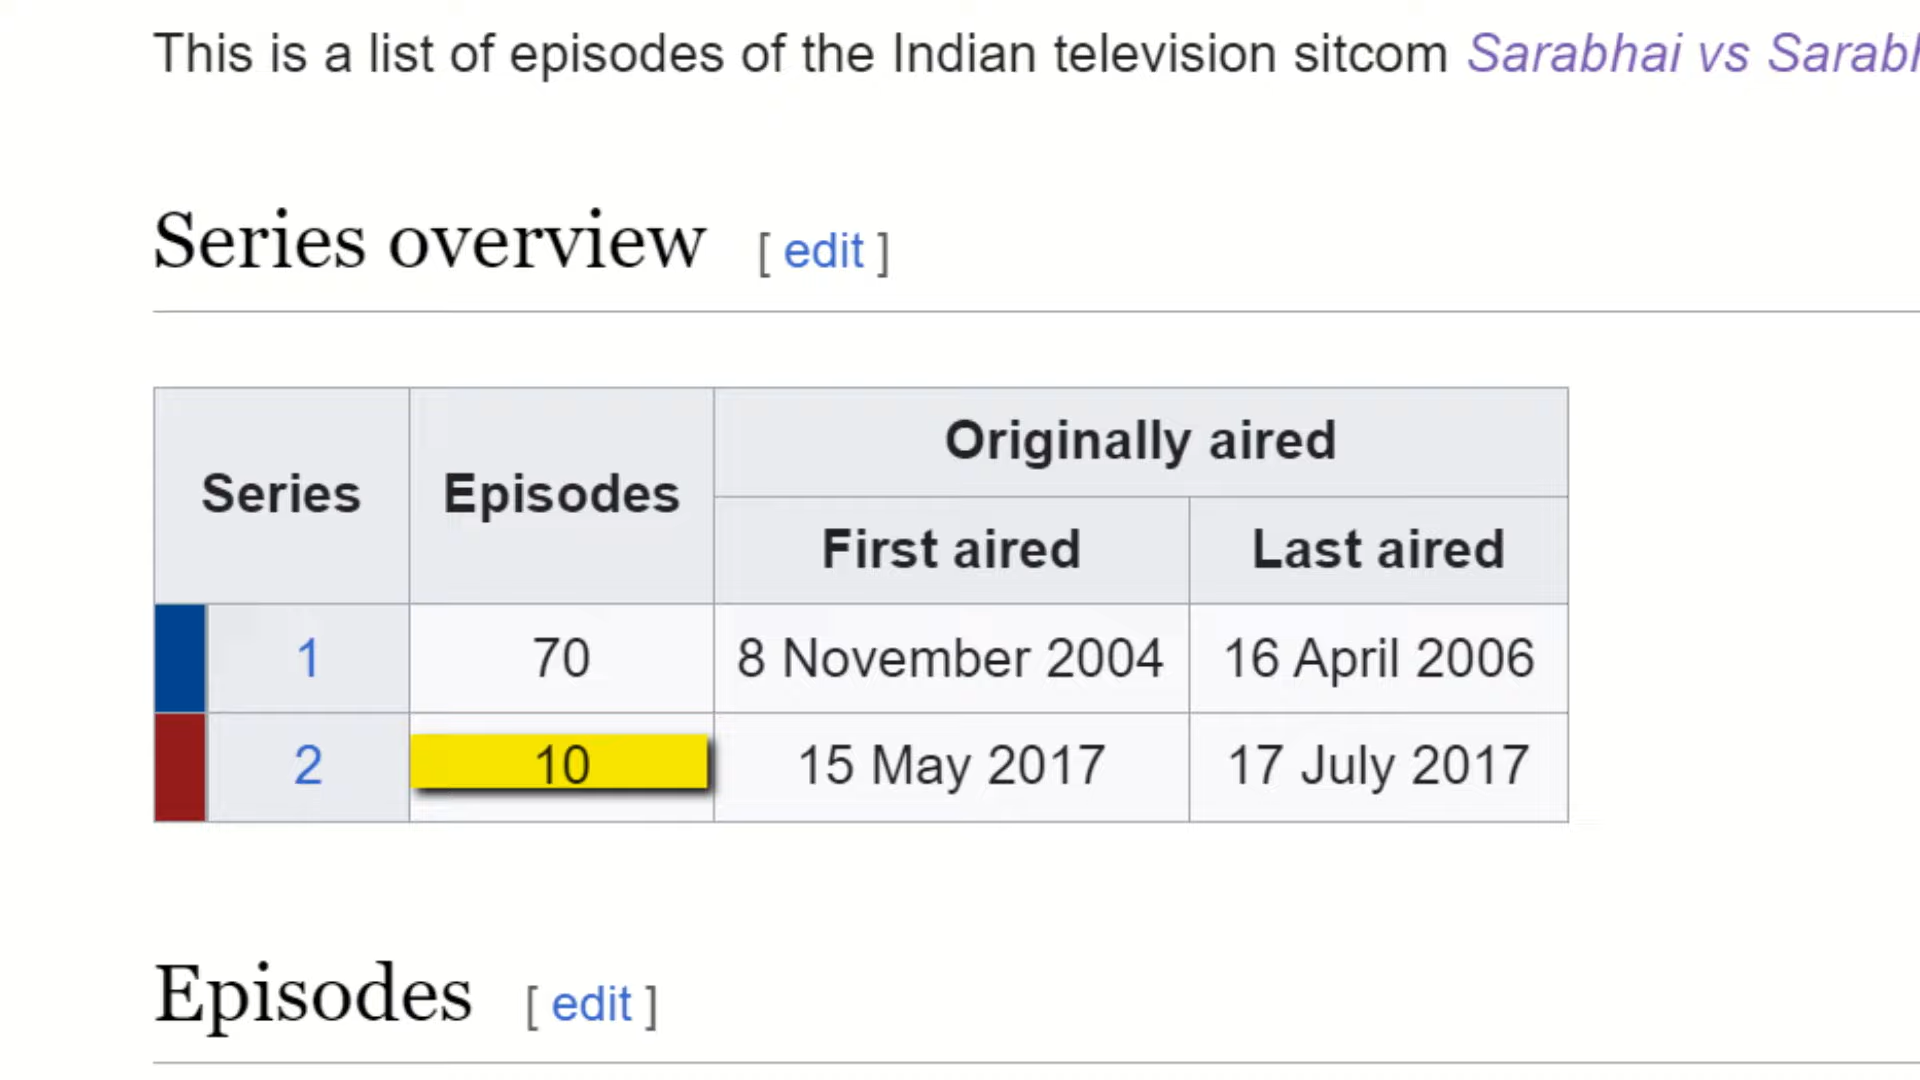 This is a list of episodes of the Indian television sitcom Sarabhai vs
Series overview [ edit ]
Series Episodes Originally aired
First aired Last aired
1 70 8 November 2004 16 April 2006
2 10 15 May 2017 17 July 2017
Episodes [ edit ]